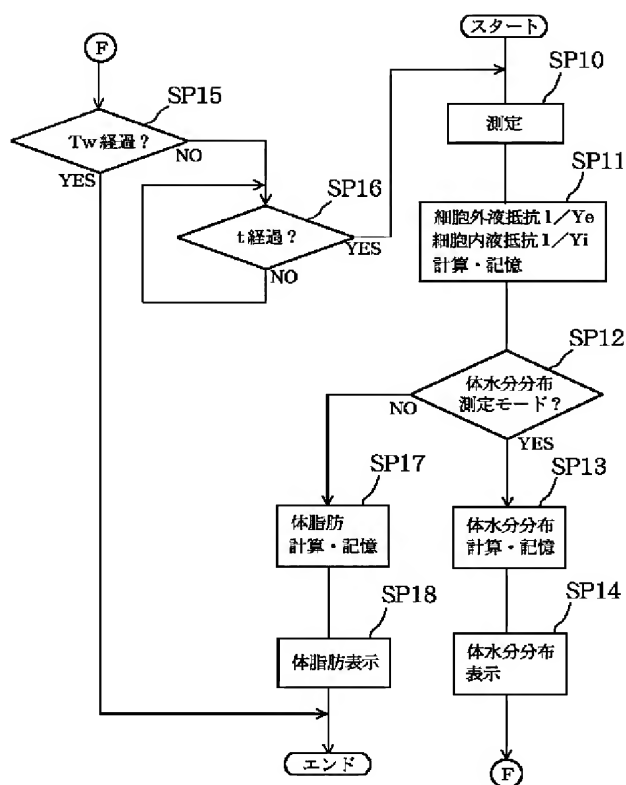 F
SP15
Tw経過?
NO
YES
SP16
t経過?
YES
NO
スタート
SP10
測定
SP11
細胞外液抵抗1/Ye
細胞内液抵抗1/Yi
計算・記憶
SP12
体水分分布
測定モード?
NO
YES
SP17
体脂肪
計算・記憶
SP13
体水分分布
計算・記憶
SP18
体脂肪表示
SP14
体水分分布
表示
エンド
F